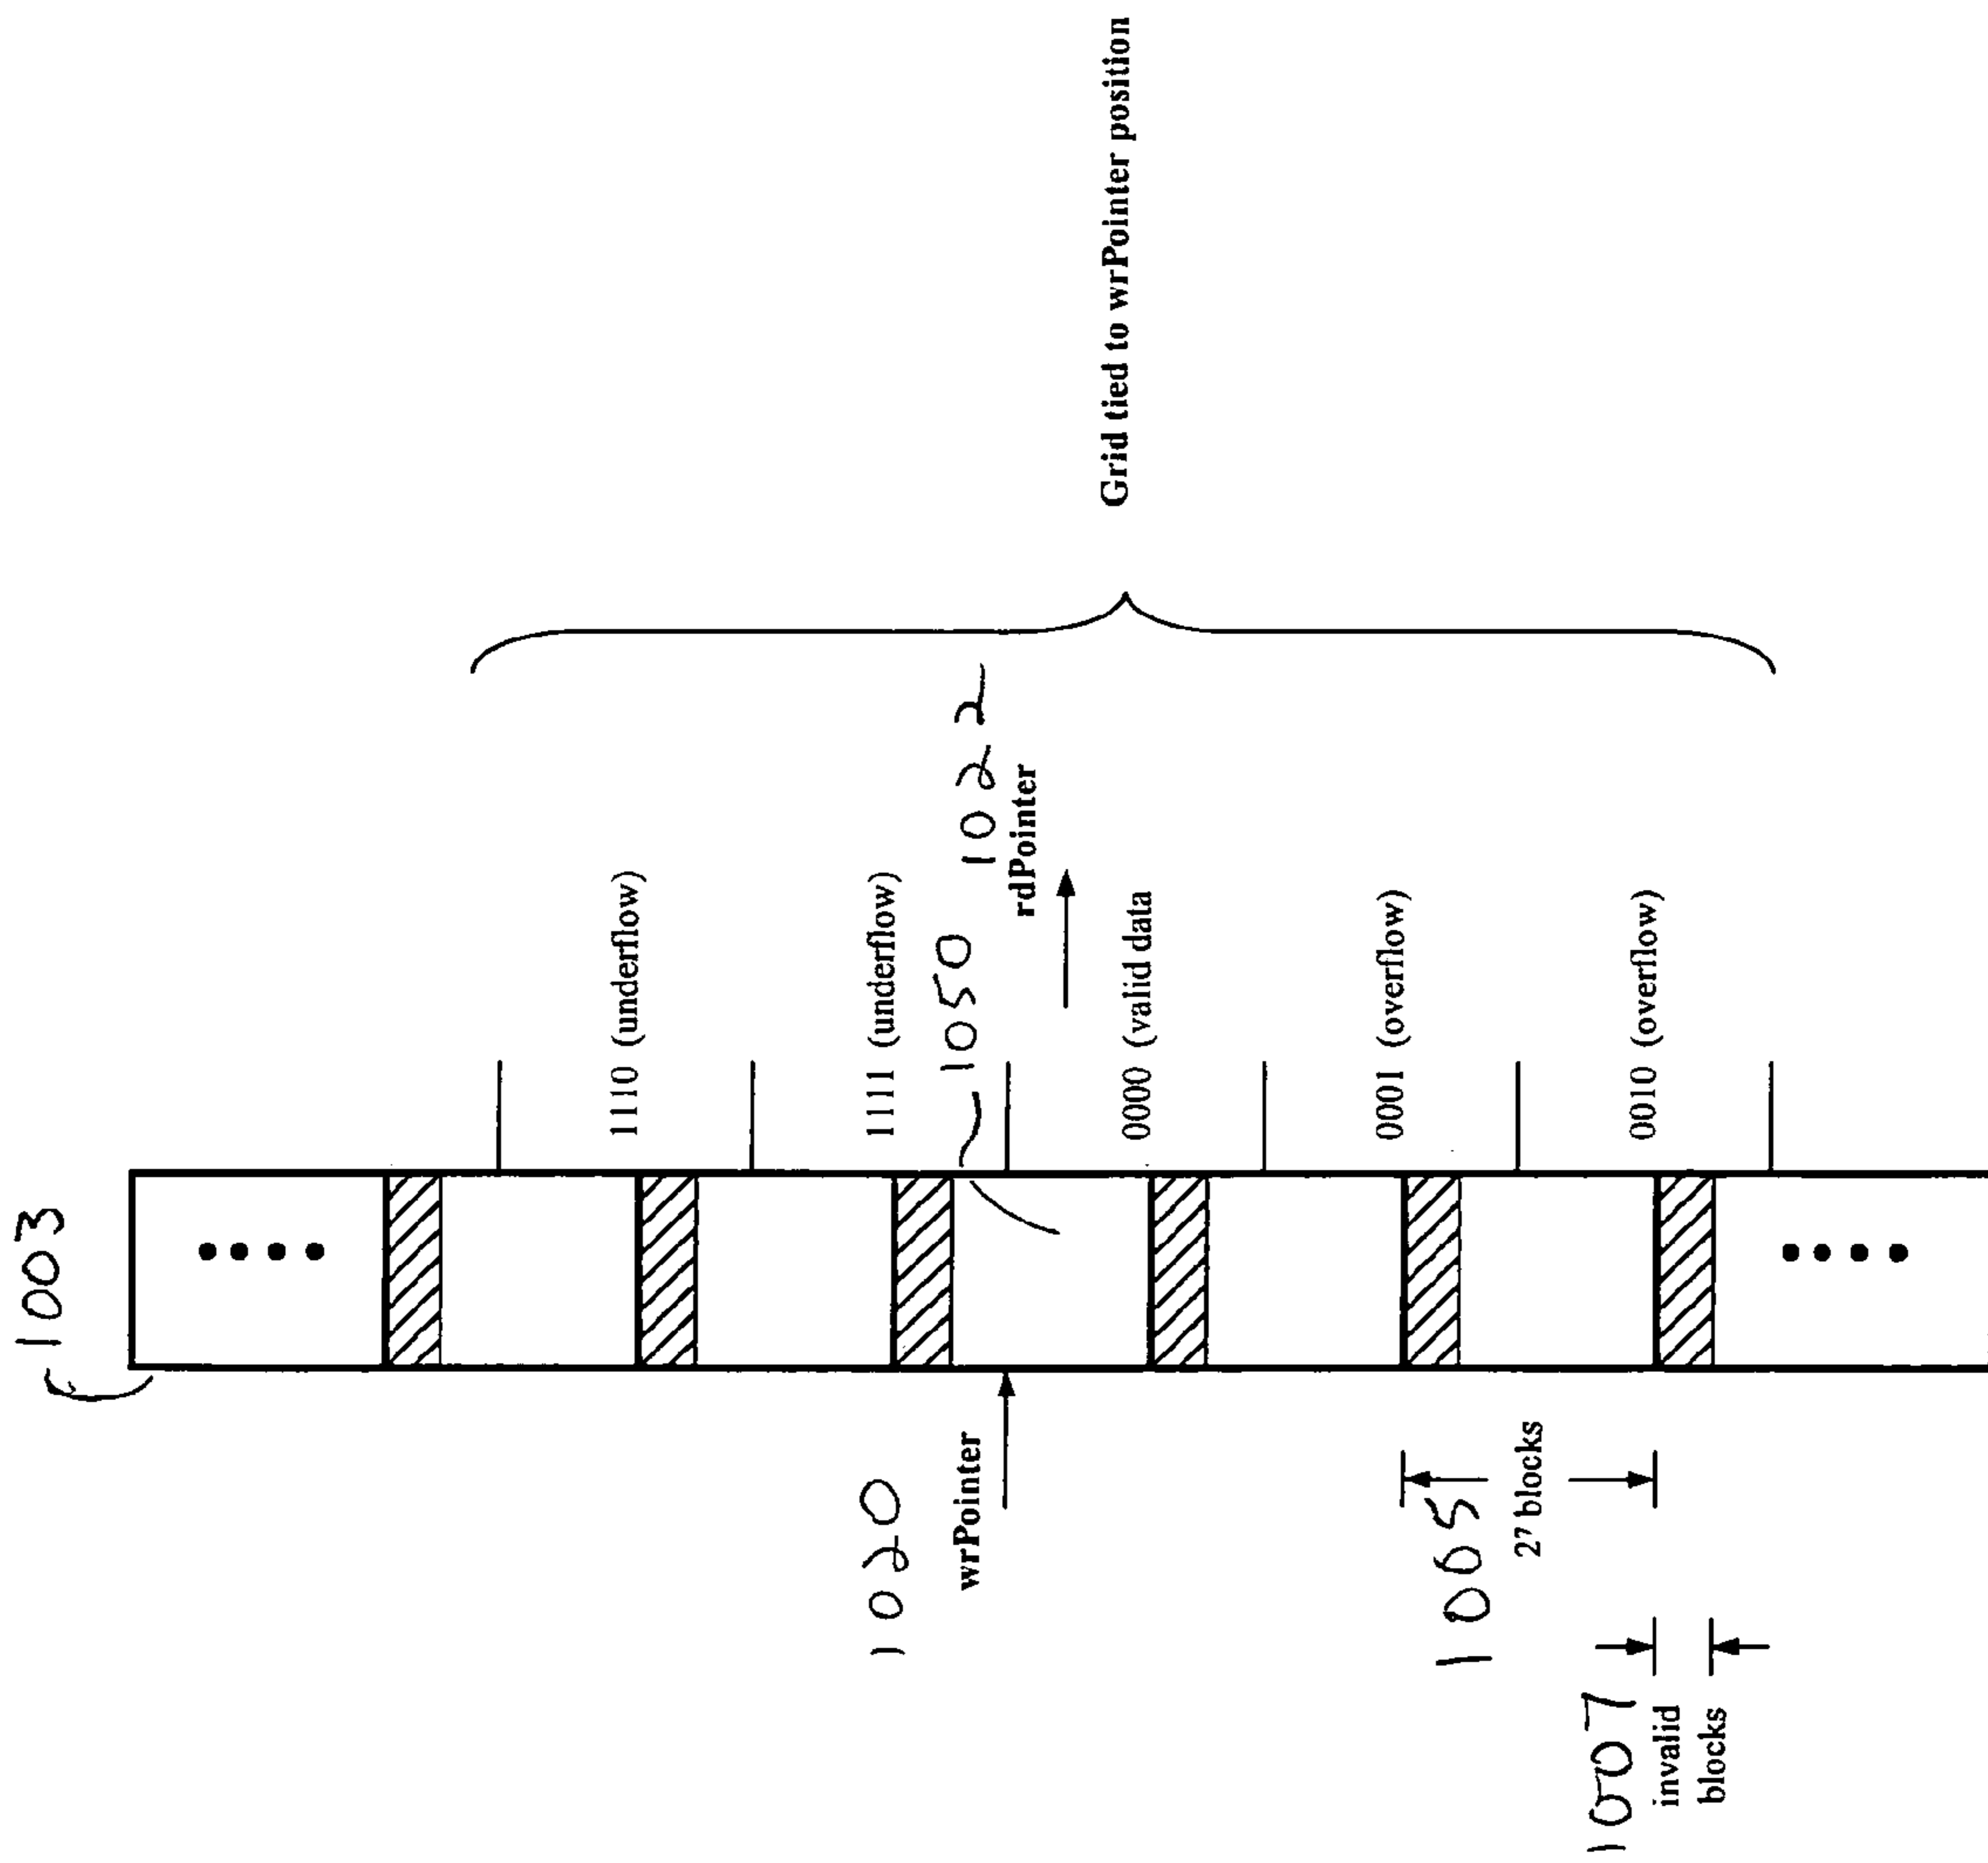 1003
1110 (underflow)
1111 (underflow)
1050
1022
rdPointer
0000 (valid data
0001 (overflow)
0010 (overflow)
Grid tied to wrPointer position
1020
wrPointer
1065
27 blocks
1007
invalid
blocks